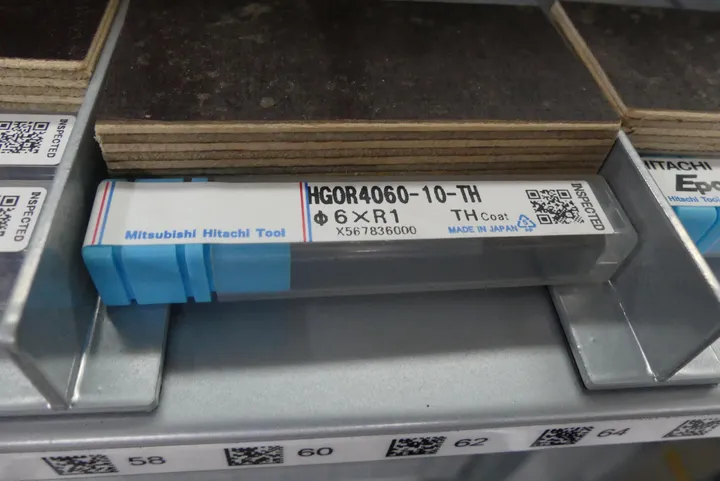 INSPECTED
INSPECTED
HGOR4060-10-TH
Φ6×R1 TH Coat
X567836000
Mitsubishi Hitachi Tool
MADE IN JAPAN
INSPECTED
HITACHI
Hitachi Tool
58
60
62
64